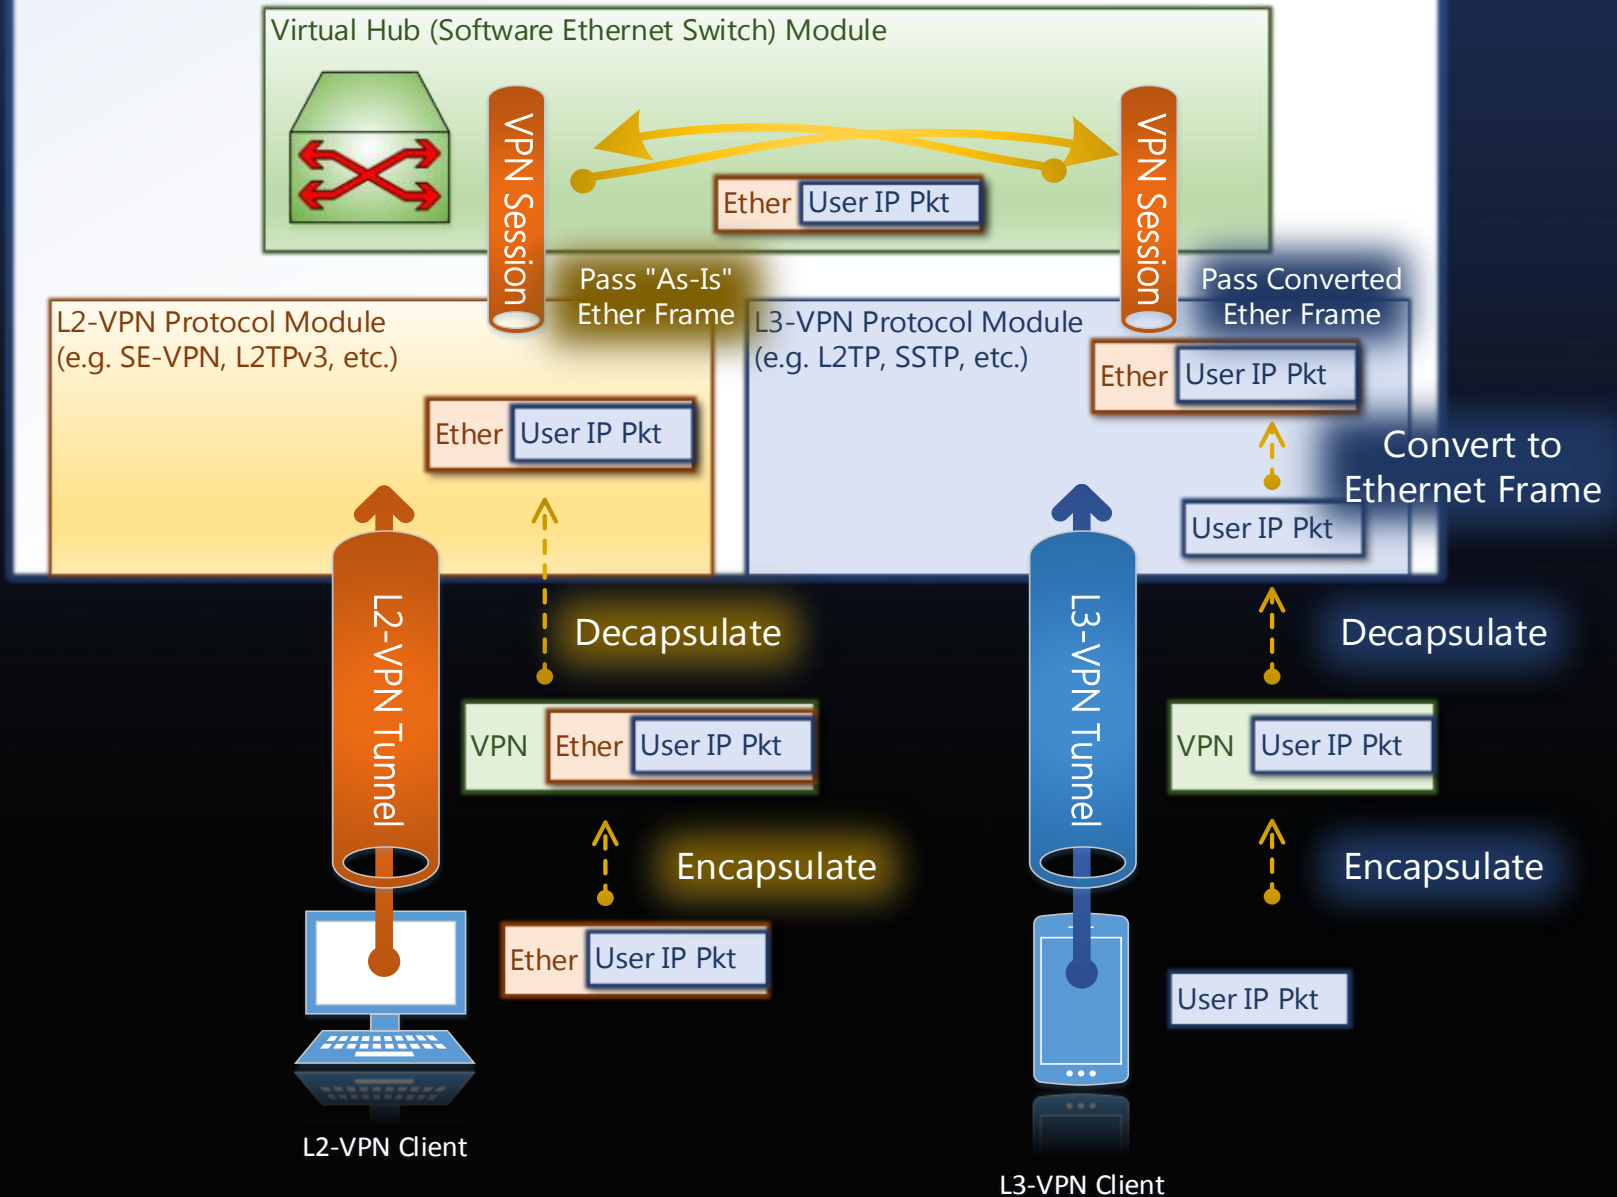 Virtual Hub (Software Ethernet Switch) Module
VPN Session
VPN Session
Ether User IP Pkt
Pass "As-Is"
Ether Frame
Pass Converted
Ether Frame
L2-VPN Protocol Module
(e.g. SE-VPN, L2TPv3, etc.)
L3-VPN Protocol Module
(e.g. L2TP, SSTP, etc.)
Ether User IP Pkt
Ether User IP Pkt
Convert to
Ethernet Frame
User IP Pkt
L2-VPN Tunnel
Decapsulate
L3-VPN Tunnel
Decapsulate
VPN Ether User IP Pkt
VPN User IP Pkt
Encapsulate
Encapsulate
Ether User IP Pkt
User IP Pkt
L2-VPN Client
L3-VPN Client